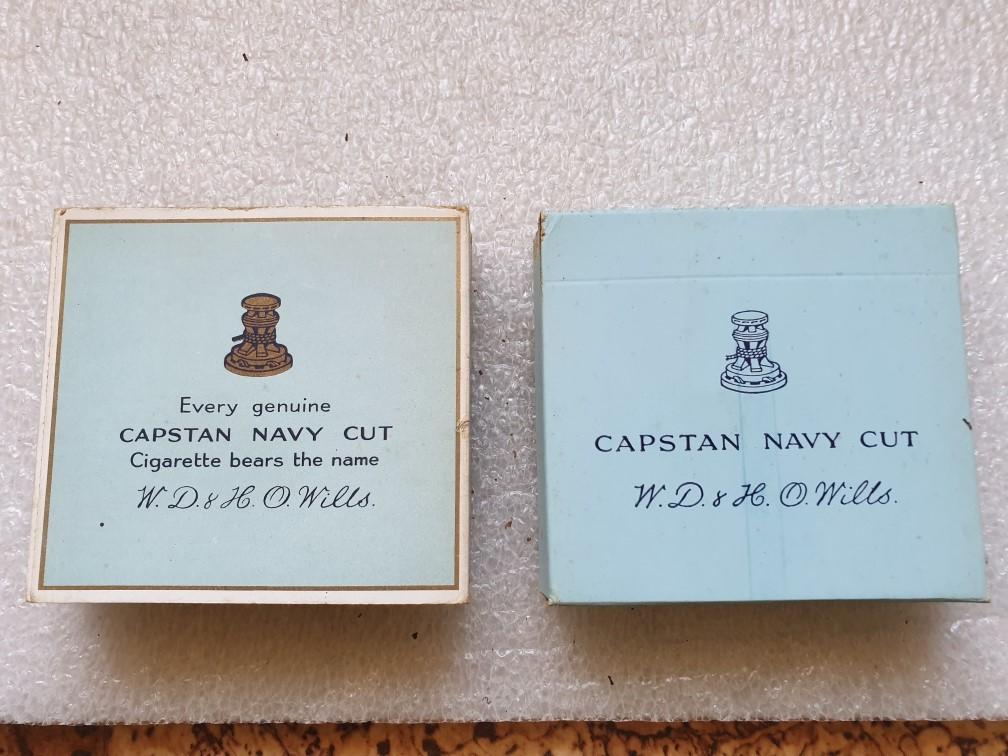 Every genuine
CAPSTAN NAVY CUT
Cigarette bears the name
W. D. & H. O. Wills.
CAPSTAN NAVY CUT
W. D. & H. O. Wills.